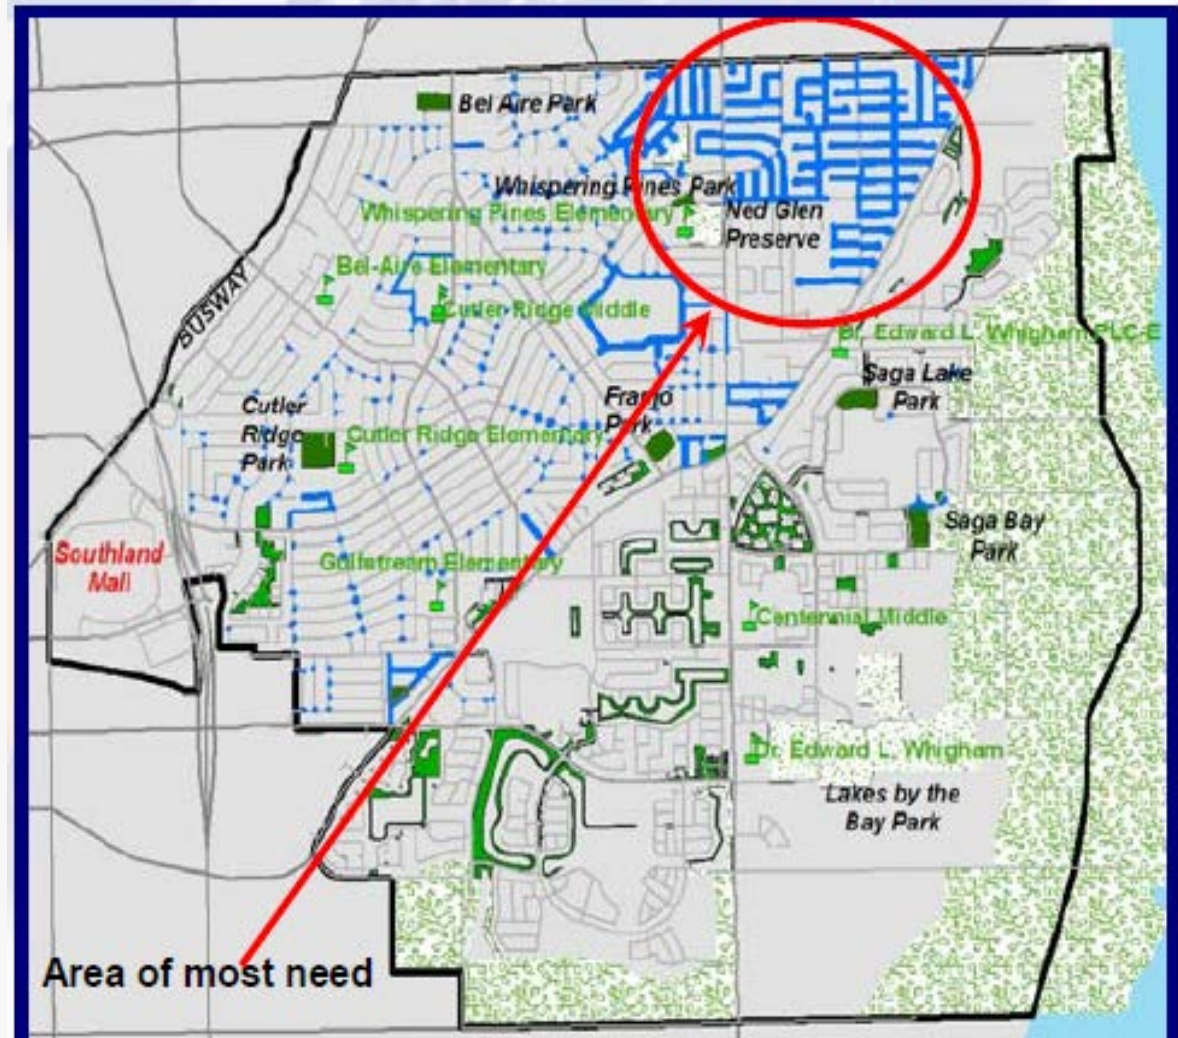 Bel Aire Park
Whispering Pines Park
Whispering Pines Elementary
Ned Glen
Preserve
Bel-Aire Elementary
Cutler Ridge Middle
BUSWAY
Dr. Edward L. Whigham PLC-E
Saga Lake
Park
Cutler
Ridge
Park
Franjo
Park
Cutler Ridge Elementary
Saga Bay
Park
Southland
Mall
Gulfstream Elementary
Centennial Middle
Dr. Edward L. Whigham
Lakes by the
Bay Park
Area of most need